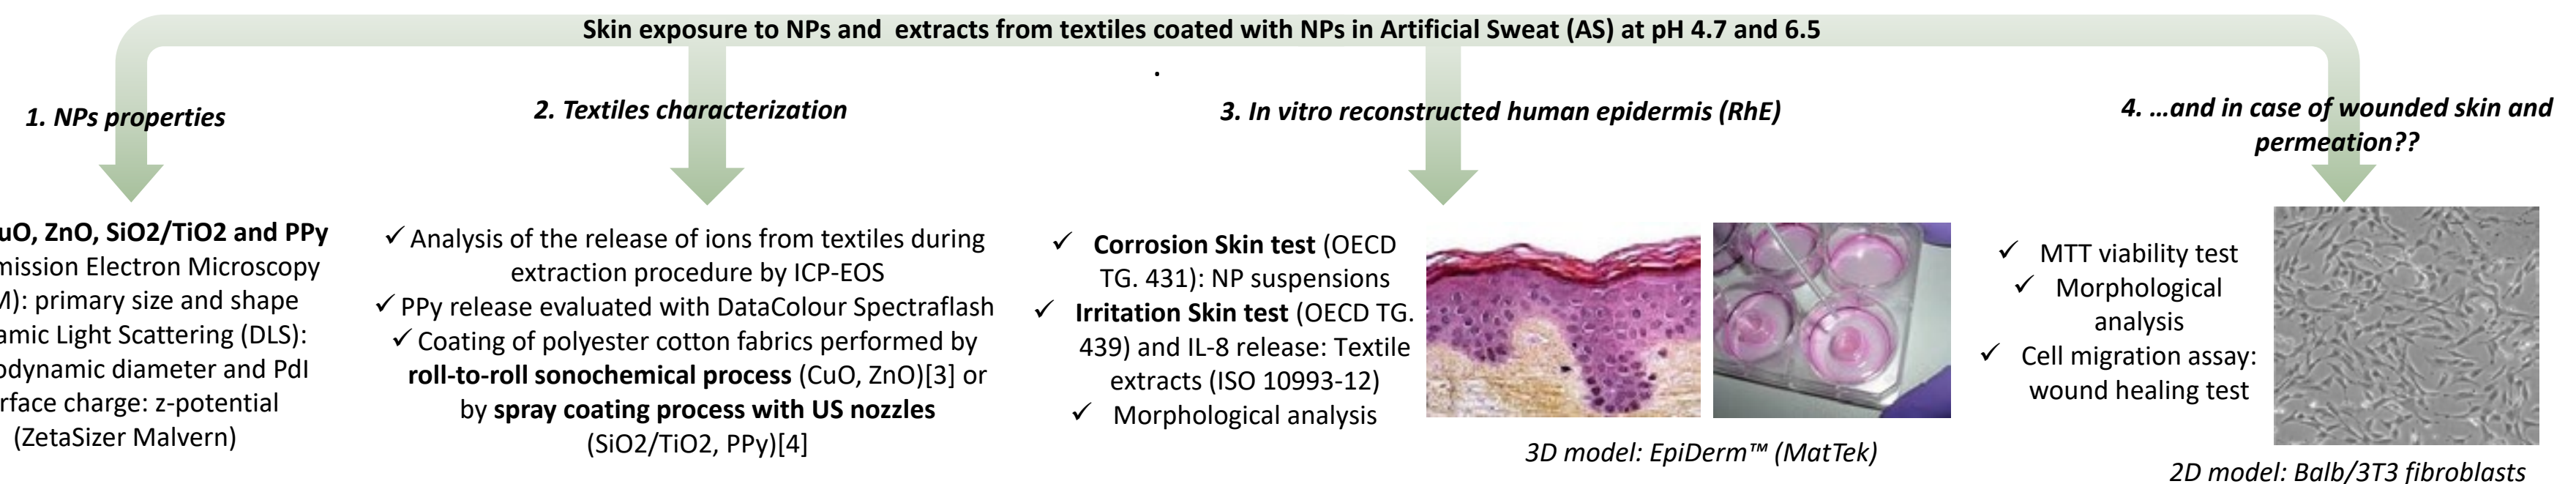 Skin exposure to NPs and extracts from textiles coated with NPs in Artificial Sweat (AS) at pH 4.7 and 6.5
.
1. NPs properties
uO, ZnO, SiO2/TiO2 and PPy
mission Electron Microscopy
M): primary size and shape
amic Light Scattering (DLS):
odynamic diameter and PdI
rface charge: z-potential
(ZetaSizer Malvern)
2. Textiles characterization
✓ Analysis of the release of ions from textiles during
extraction procedure by ICP-EOS
✓ PPy release evaluated with DataColour Spectraflash
✓ Coating of polyester cotton fabrics performed by
roll-to-roll sonochemical process (CuO, ZnO)[3] or
by spray coating process with US nozzles
(SiO2/TiO2, PPy)[4]
3. In vitro reconstructed human epidermis (RhE)
✓ Corrosion Skin test (OECD
TG. 431): NP suspensions
✓ Irritation Skin test (OECD TG.
439) and IL-8 release: Textile
extracts (ISO 10993-12)
✓ Morphological analysis
3D model: EpiDerm™ (MatTek)
4. …and in case of wounded skin and
permeation??
✓ MTT viability test
✓ Morphological
analysis
✓ Cell migration assay:
wound healing test
2D model: Balb/3T3 fibroblasts